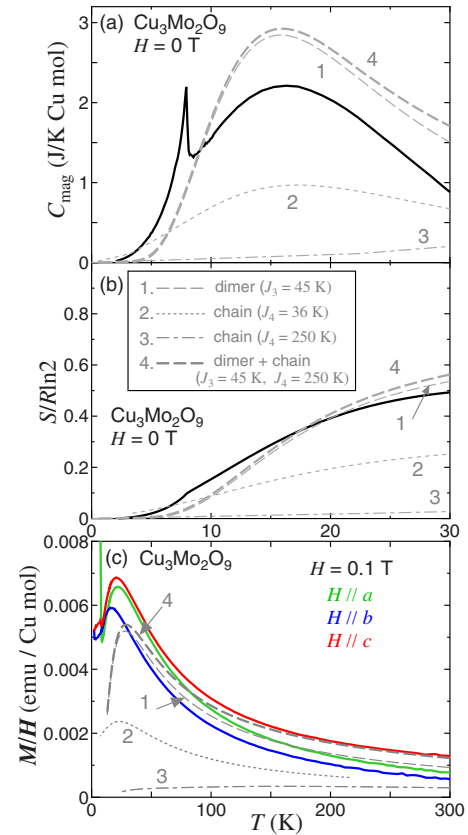 (a) Cu3Mo2O9
H = 0 T
4
1
2
3
Cmag (J/K Cu mol)
3
2
1
0
(b)
1. dimer (J3 = 45 K)
2. chain (J4 = 36 K)
3. chain (J4 = 250 K)
4. dimer + chain
(J3 = 45 K, J4 = 250 K)
Cu3Mo2O9
H = 0 T
4
1
2
3
S/Rln2
0.8
0.6
0.4
0.2
0
0 10 20 30
(c) Cu3Mo2O9
H = 0.1 T
H // a
H // b
H // c
4
1
2
3
M/H (emu / Cu mol)
0.008
0.006
0.004
0.002
0
0 100 200 300
T (K)